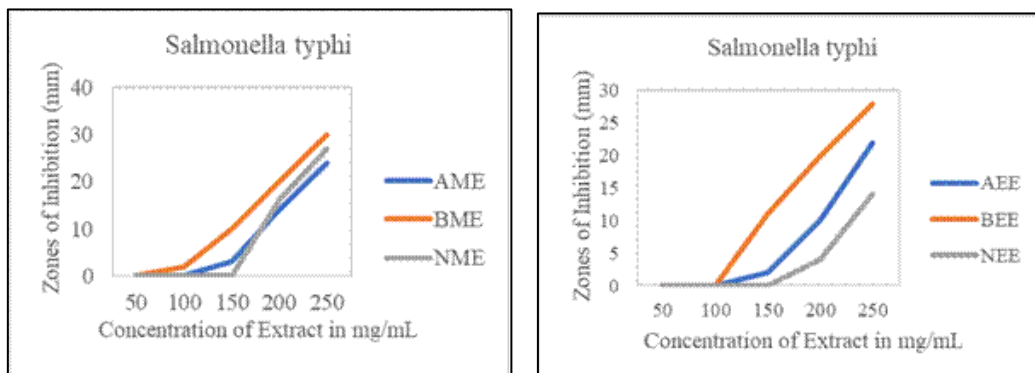 Salmonella typhi
Zones of Inhibition (mm)
40
30
20
10
0
50 100 150 200 250
Concentration of Extract in mg/mL
AME
BME
NME
Salmonella typhi
Zones of Inhibition (mm)
30
25
20
15
10
5
0
50 100 150 200 250
Concentration of Extract in mg/mL
AEE
BEE
NEE